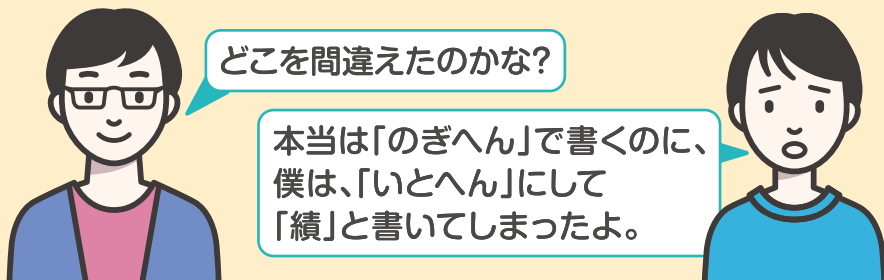 どこを間違えたのかな?
本当は「のぎへん」で書くのに、
僕は、「いとへん」にして
「績」と書いてしまったよ。